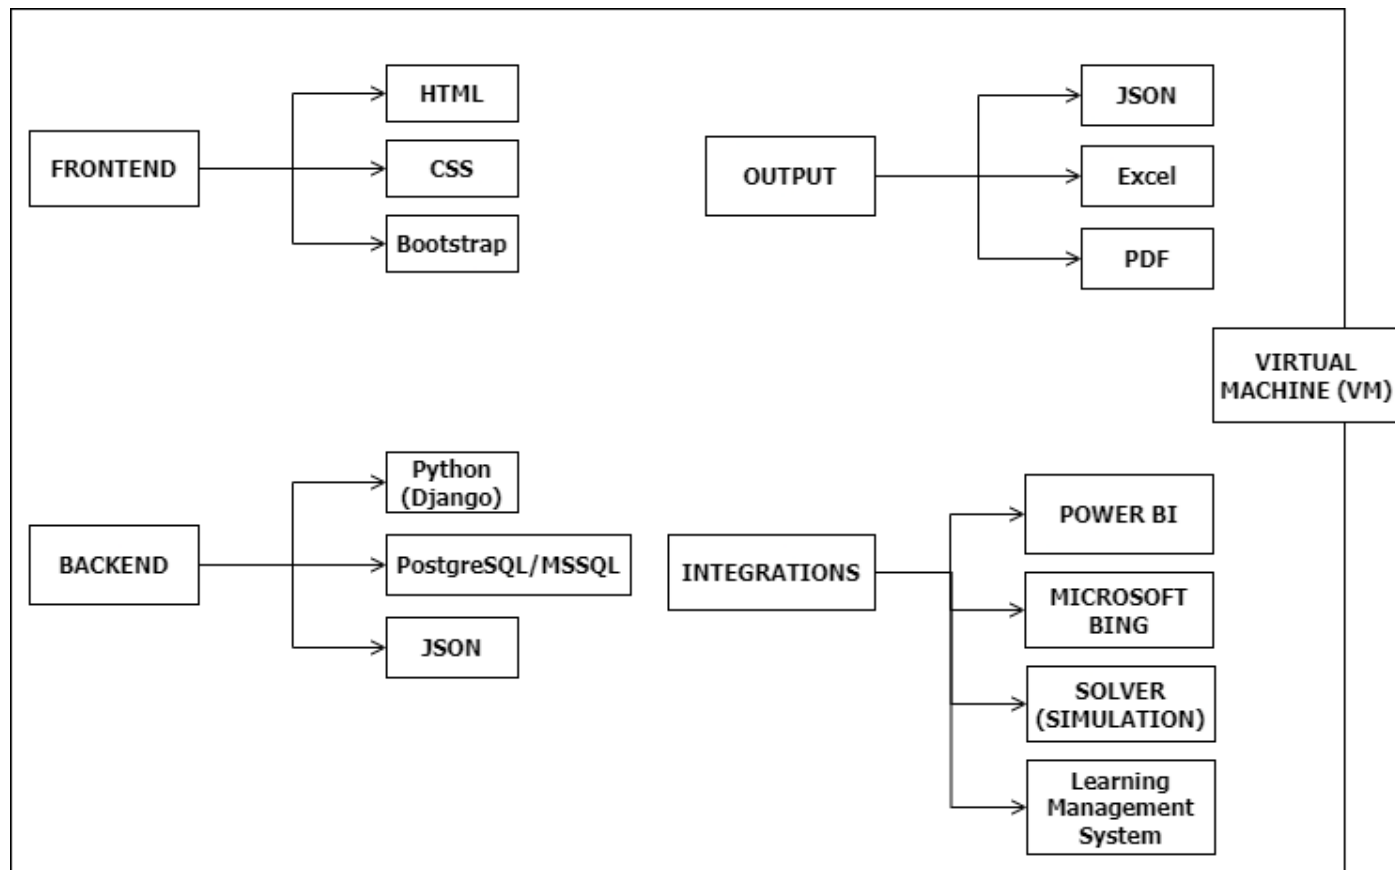 FRONTEND
HTML
CSS
Bootstrap
OUTPUT
JSON
Excel
PDF
VIRTUAL
MACHINE (VM)
BACKEND
Python
(Django)
PostgreSQL/MSSQL
JSON
INTEGRATIONS
POWER BI
MICROSOFT
BING
SOLVER
(SIMULATION)
Learning
Management
System